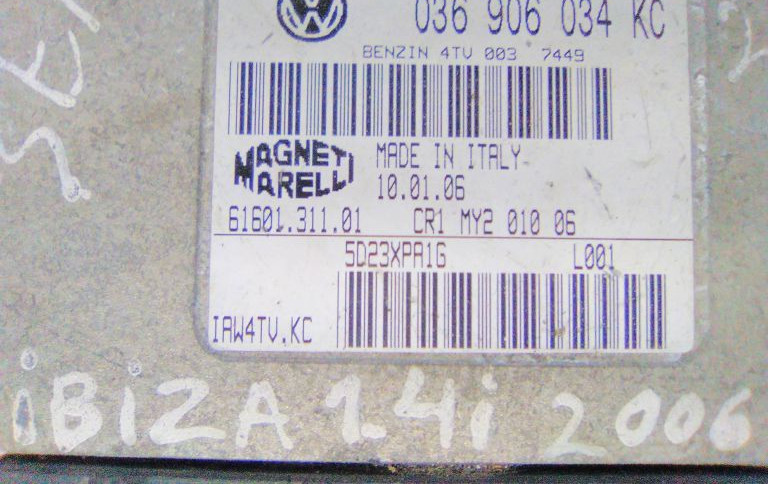 036 906 034 KC
BENZIN 4TV 003 7449
MAGNETI
MARELLI
MADE IN ITALY
10.01.06
61601.311.01 CR1 MY2 010 06
5D23XPA1G L001
IAW4TV.KC
iBiZA 1.4i 2006